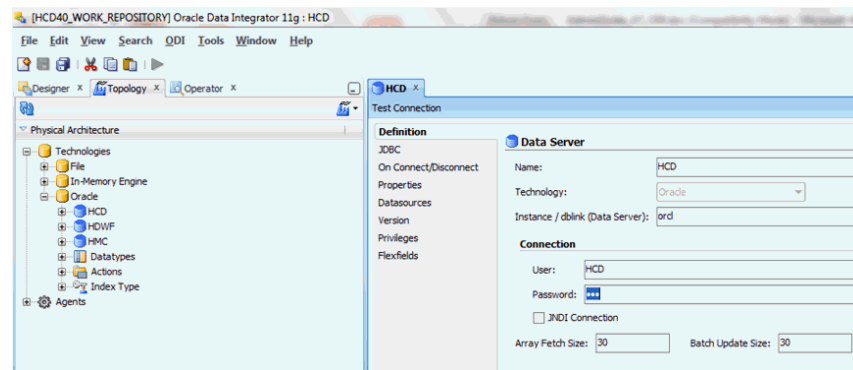 [HCD40_WORK_REPOSITORY] Oracle Data Integrator 11g : HCD
File Edit View Search ODI Tools Window Help
Designer x Topology x Operator x
HCD x
Test Connection
Physical Architecture
Technologies
File
In-Memory Engine
Oracle
HCD
HDWF
HMC
Datatypes
Actions
Index Type
Agents
Definition
JDBC
On Connect/Disconnect
Properties
Datasources
Version
Privileges
Flexfields
Data Server
Name: HCD
Technology: Oracle
Instance / dblink (Data Server): orcl
Connection
User: HCD
Password: •••
JNDI Connection
Array Fetch Size: 30 Batch Update Size: 30